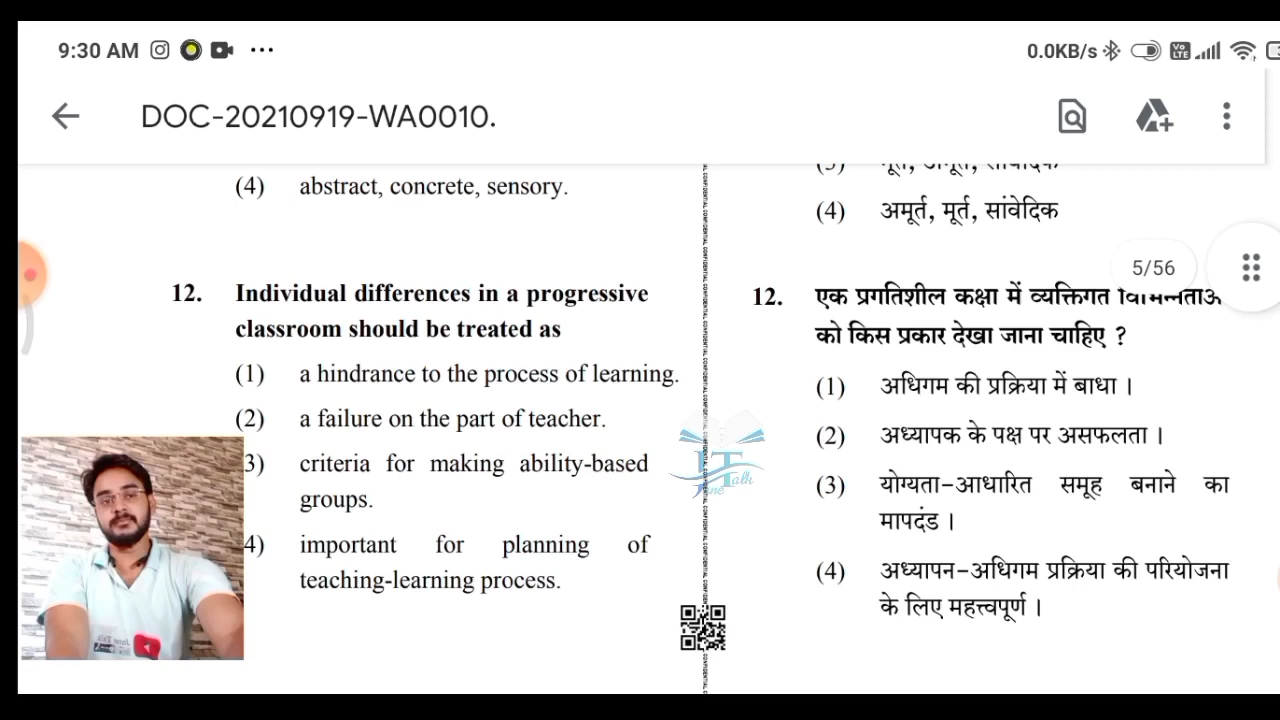 9:30 AM
0.0KB/s
Vo LTE
DOC-20210919-WA0010.
(4) abstract, concrete, sensory.
12. Individual differences in a progressive
classroom should be treated as
(1) a hindrance to the process of learning.
(2) a failure on the part of teacher.
3) criteria for making ability-based
groups.
4) important for planning of
teaching-learning process.
(4) अमूर्त, मूर्त, सांवेदिक
5/56
12. एक प्रगतिशील कक्षा में व्यक्तिगत
को किस प्रकार देखा जाना चाहिए ?
(1) अधिगम की प्रक्रिया में बाधा ।
(2) अध्यापक के पक्ष पर असफलता ।
(3) योग्यता-आधारित समूह बनाने का
मापदंड ।
(4) अध्यापन-अधिगम प्रक्रिया की परियोजना
के लिए महत्त्वपूर्ण ।